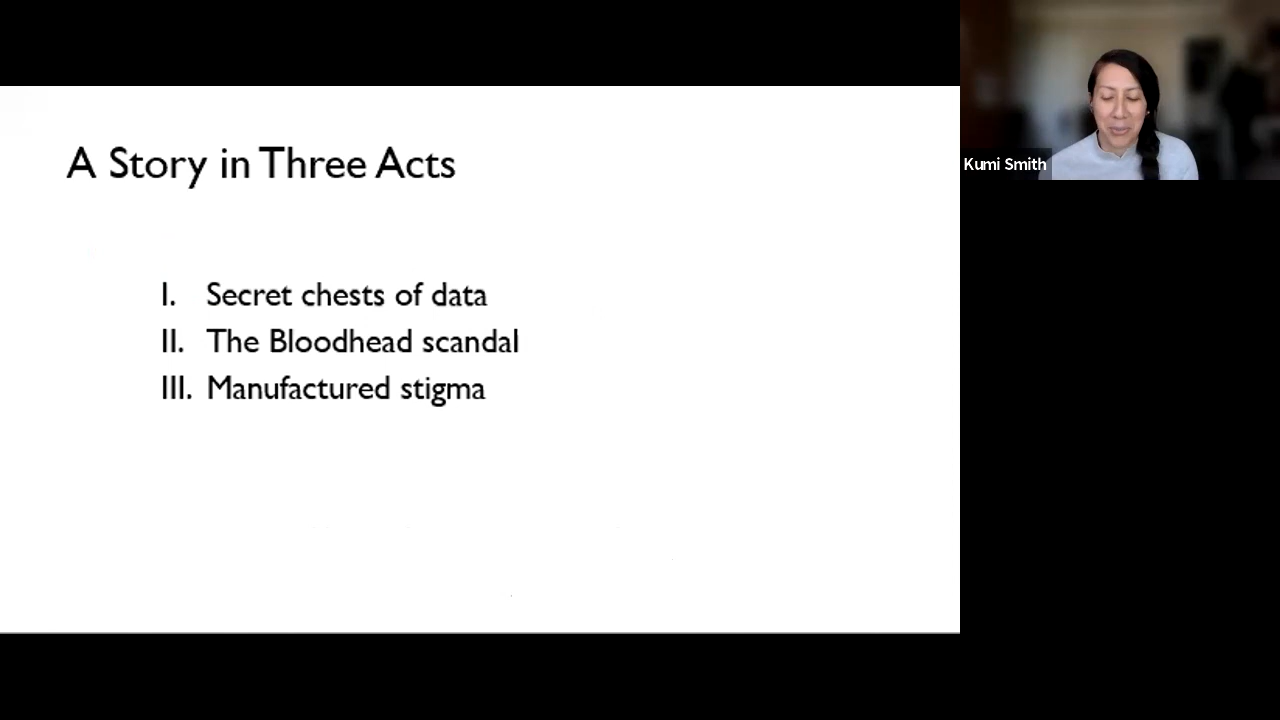 A Story in Three Acts
I. Secret chests of data
II. The Bloodhead scandal
III. Manufactured stigma
Kumi Smith